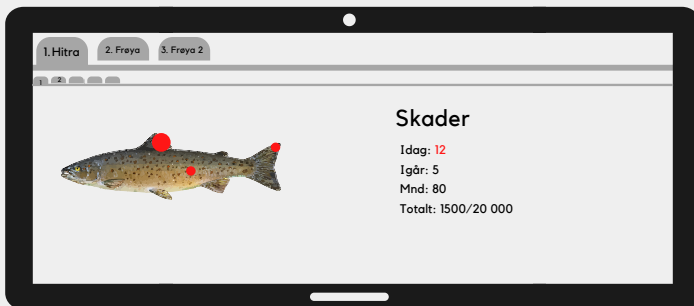 1. Hitra
2. Frøya
3. Frøya 2
1
2
Skader
Idag: 12
Igår: 5
Mnd: 80
Totalt: 1500/20 000